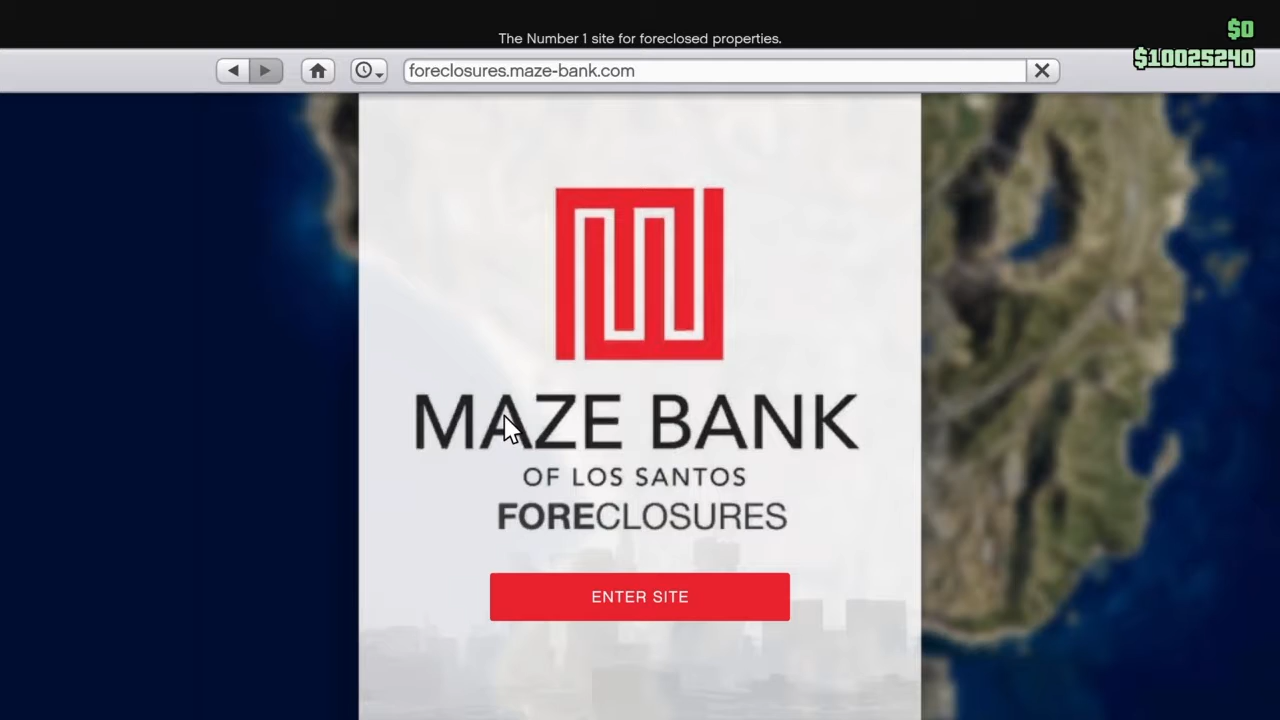 The Number 1 site for foreclosed properties.
$0
$10025240
foreclosures.maze-bank.com
MAZE BANK
OF LOS SANTOS
FORECLOSURES
ENTER SITE